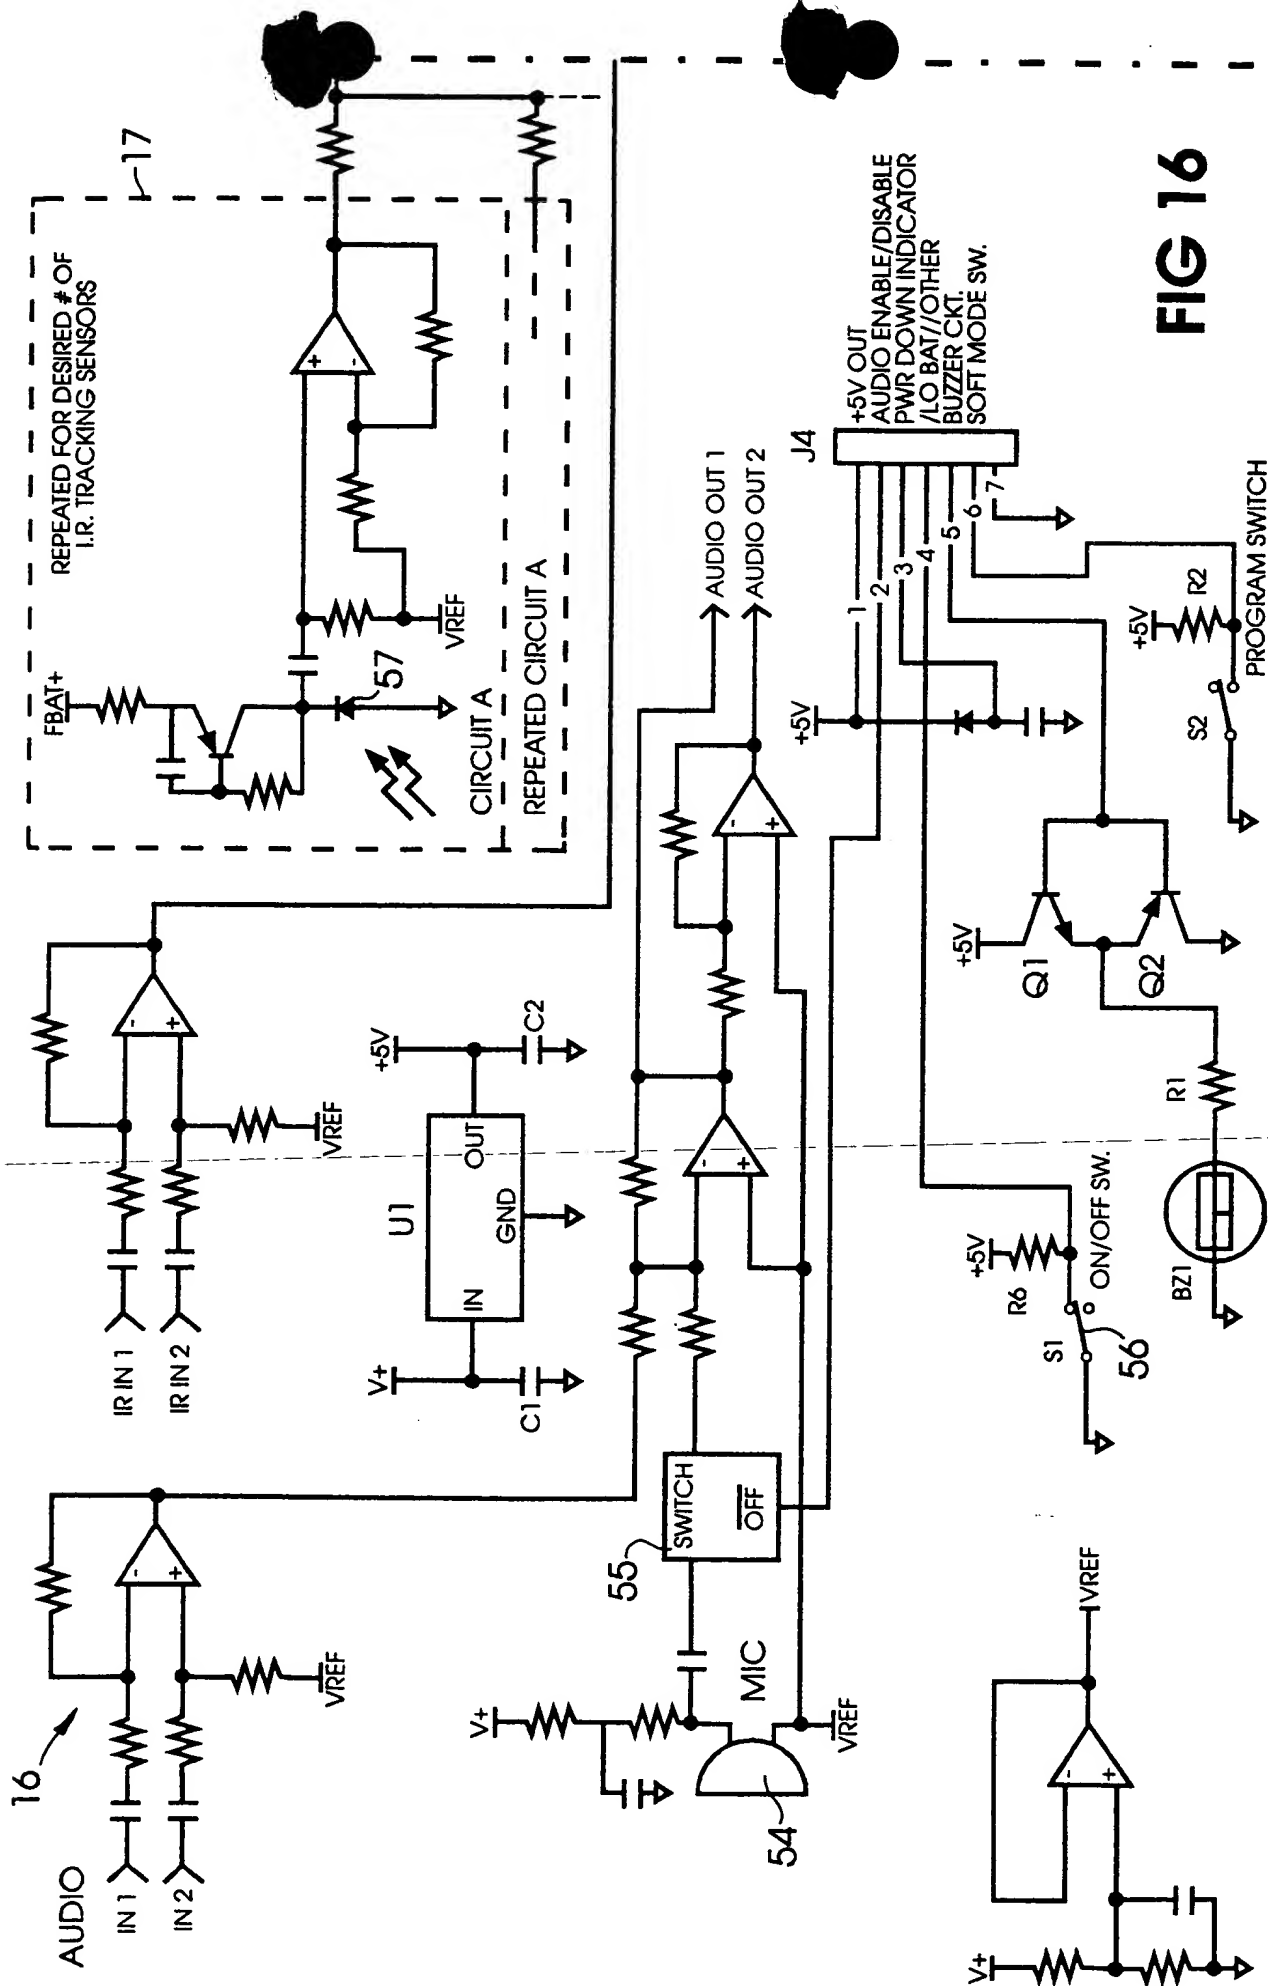 AUDIO
16
IN 1
IN 2
-
+
VREF
IR IN 1
IR IN 2
-
+
VREF
17
REPEATED FOR DESIRED # OF
I.R. TRACKING SENSORS
FBAT+
57
VREF
+
-
CIRCUIT A
REPEATED CIRCUIT A
V+
C1
U1
IN
OUT
GND
+5V
C2
V+
54
MIC
VREF
55
SWITCH
OFF
-
+
-
+
AUDIO OUT 1
AUDIO OUT 2
J4
+5V OUT
AUDIO ENABLE/DISABLE
PWR DOWN INDICATOR
/LO BAT//OTHER
BUZZER CKT.
SOFT MODE SW.
1
2
3
4
5
6
7
+5V
V+
-
+
VREF
S1
56
R6
+5V
ON/OFF SW.
BZ1
R1
+5V
Q1
Q2
S2
+5V
R2
PROGRAM SWITCH
FIG 16